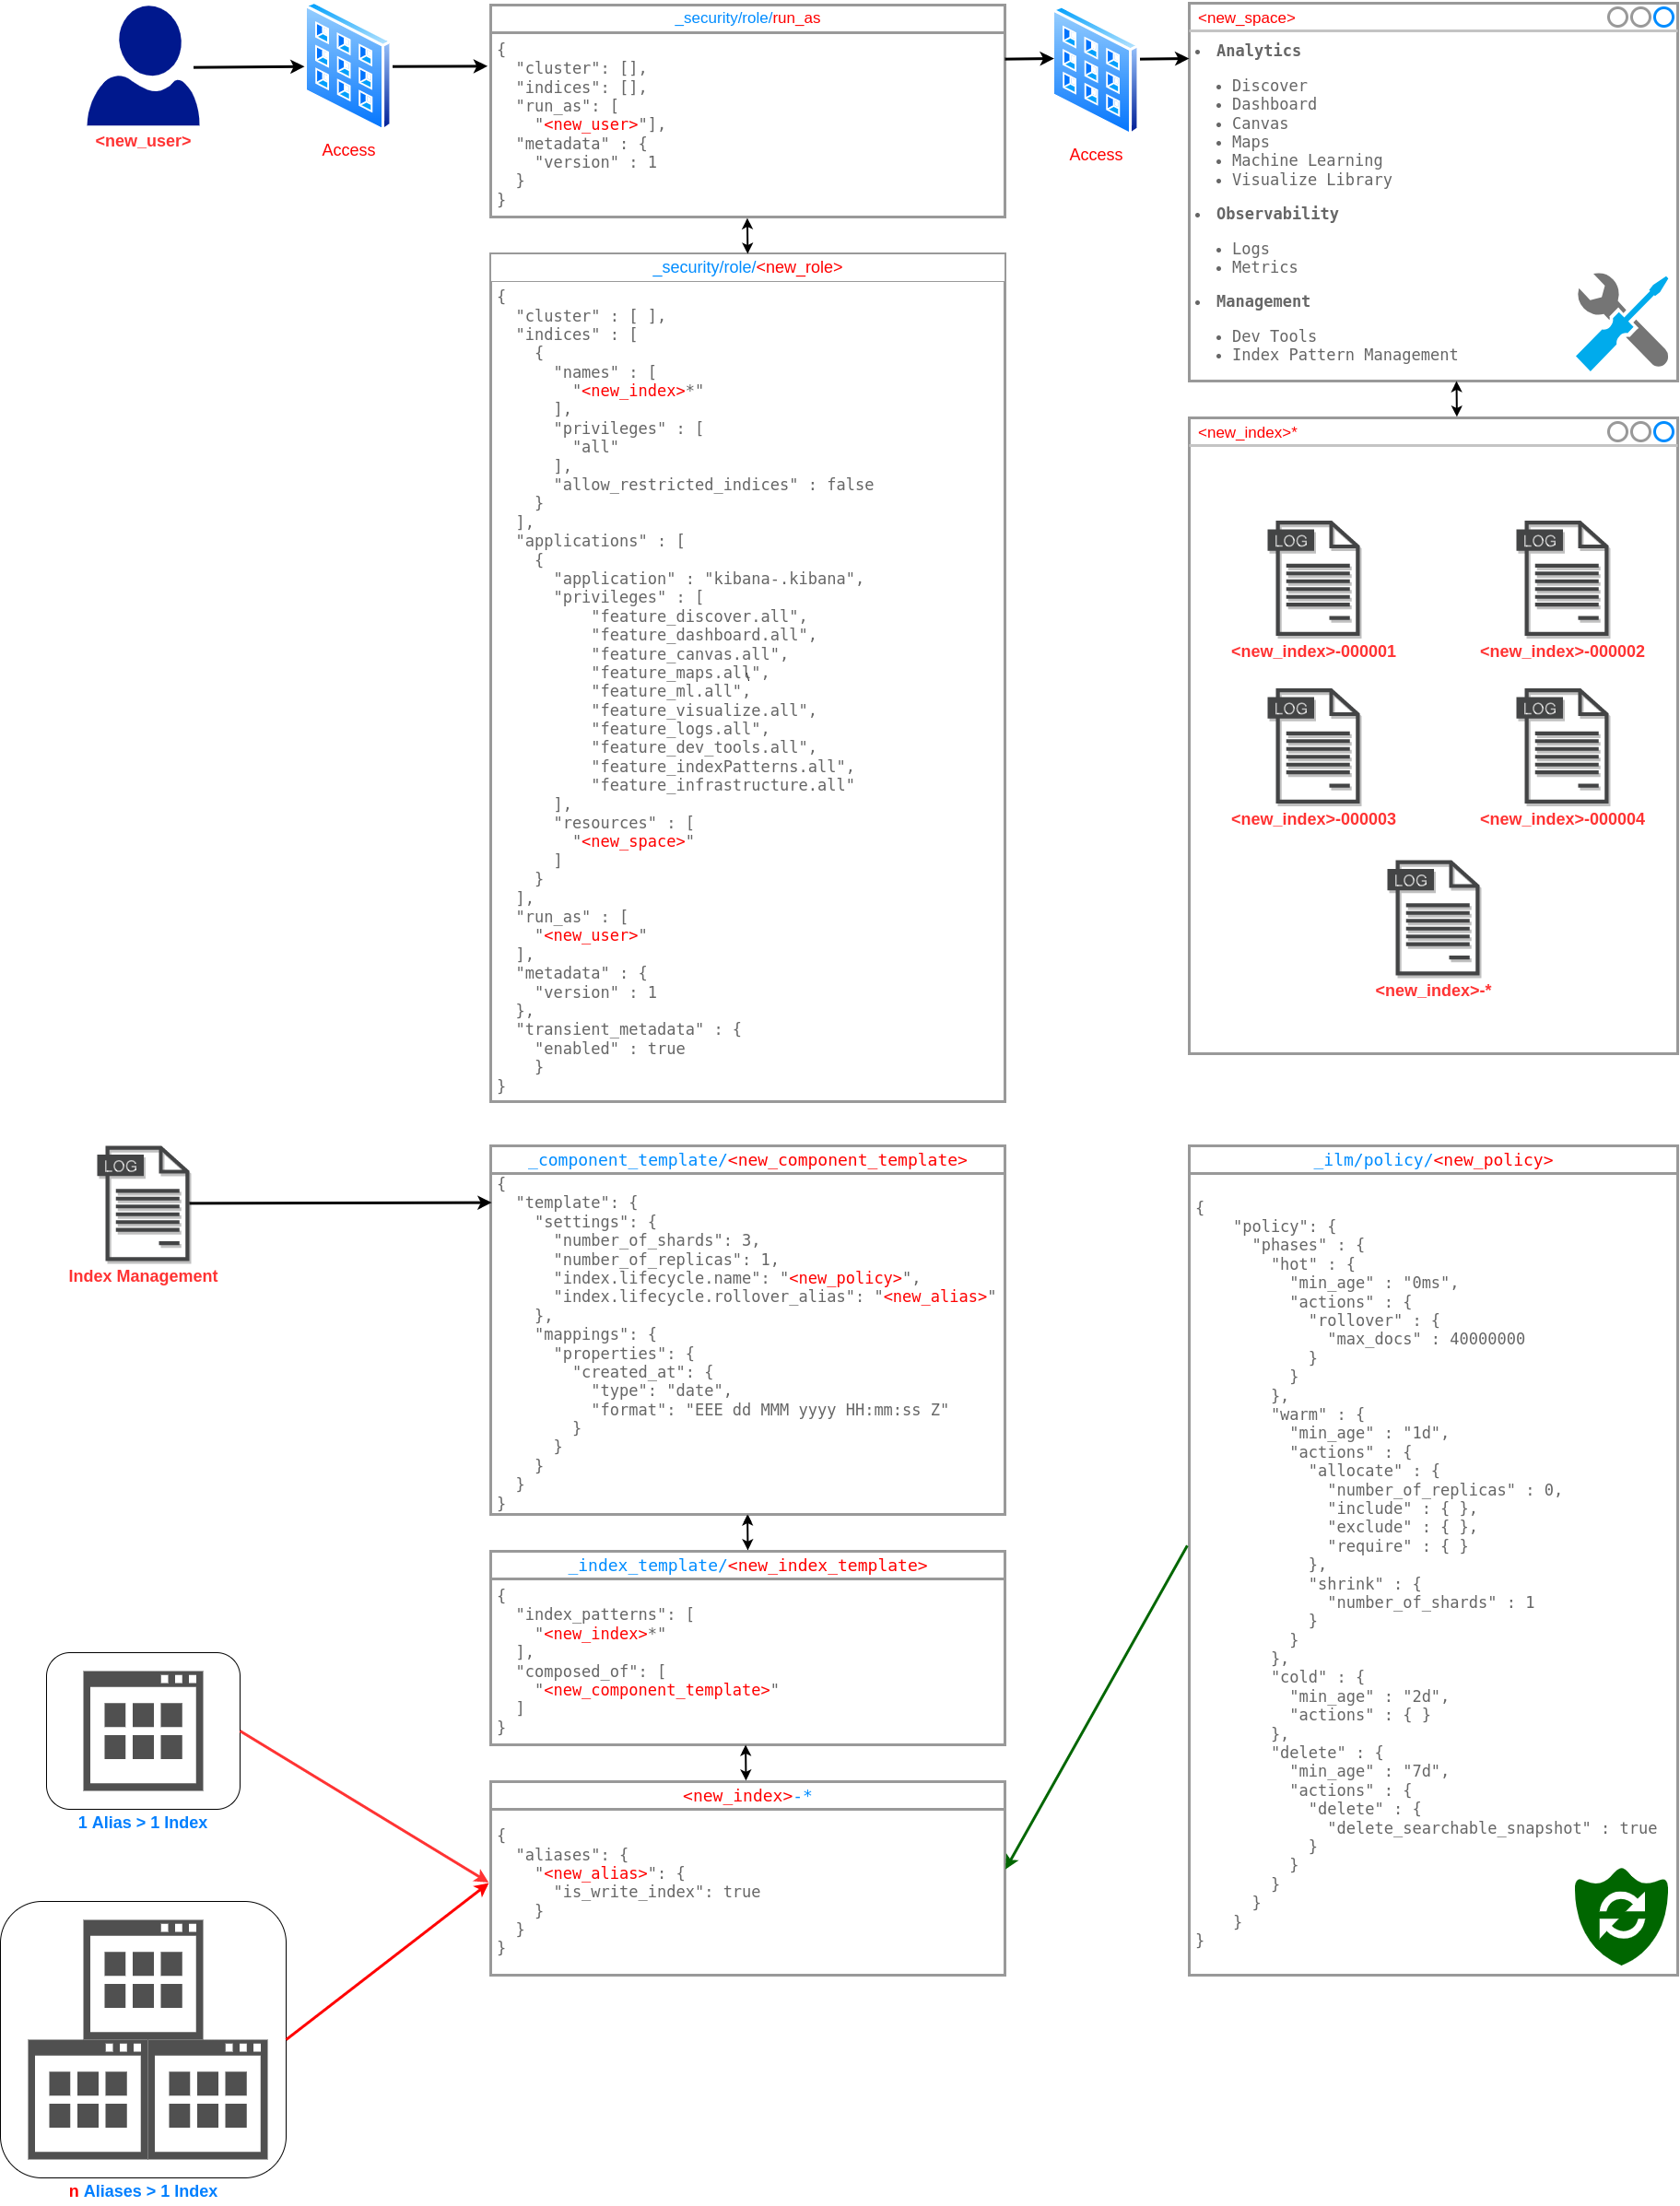 <new_user>
Access
_security/role/run_as
{
  "cluster": [],
  "indices": [],
  "run_as": [
    "<new_user>"],
  "metadata" : {
    "version" : 1
  }
}
Access
<new_space>
• Analytics
• Discover
• Dashboard
• Canvas
• Maps
• Machine Learning
• Visualize Library
• Observability
• Logs
• Metrics
• Management
• Dev Tools
• Index Pattern Management
_security/role/<new_role>
{
  "cluster" : [ ],
  "indices" : [
    {
      "names" : [
        "<new_index>*"
      ],
      "privileges" : [
        "all"
      ],
      "allow_restricted_indices" : false
    }
  ],
  "applications" : [
    {
      "application" : "kibana-.kibana",
      "privileges" : [
          "feature_discover.all",
          "feature_dashboard.all",
          "feature_canvas.all",
          "feature_maps.all",
          "feature_ml.all",
          "feature_visualize.all",
          "feature_logs.all",
          "feature_dev_tools.all",
          "feature_indexPatterns.all",
          "feature_infrastructure.all"
      ],
      "resources" : [
        "<new_space>"
      ]
    }
  ],
  "run_as" : [
    "<new_user>"
  ],
  "metadata" : {
    "version" : 1
  },
  "transient_metadata" : {
    "enabled" : true
    }
}
<new_index>*
LOG
<new_index>-000001
LOG
<new_index>-000002
LOG
<new_index>-000003
LOG
<new_index>-000004
LOG
<new_index>-*
LOG
Index Management
_component_template/<new_component_template>
{
  "template": {
    "settings": {
      "number_of_shards": 3,
      "number_of_replicas": 1,
      "index.lifecycle.name": "<new_policy>",
      "index.lifecycle.rollover_alias": "<new_alias>"
    },
    "mappings": {
      "properties": {
        "created_at": {
          "type": "date",
          "format": "EEE dd MMM yyyy HH:mm:ss Z"
        }
      }
    }
  }
}
_index_template/<new_index_template>
{
  "index_patterns": [
    "<new_index>*"
  ],
  "composed_of": [
    "<new_component_template>"
  ]
}
<new_index>-*
{
  "aliases": {
    "<new_alias>": {
      "is_write_index": true
    }
  }
}
_ilm/policy/<new_policy>
{
    "policy": {
      "phases" : {
        "hot" : {
          "min_age" : "0ms",
          "actions" : {
            "rollover" : {
              "max_docs" : 40000000
            }
          }
        },
        "warm" : {
          "min_age" : "1d",
          "actions" : {
            "allocate" : {
              "number_of_replicas" : 0,
              "include" : { },
              "exclude" : { },
              "require" : { }
            },
            "shrink" : {
              "number_of_shards" : 1
            }
          }
        },
        "cold" : {
          "min_age" : "2d",
          "actions" : { }
        },
        "delete" : {
          "min_age" : "7d",
          "actions" : {
            "delete" : {
              "delete_searchable_snapshot" : true
            }
          }
        }
      }
    }
}
1 Alias > 1 Index
n Aliases > 1 Index